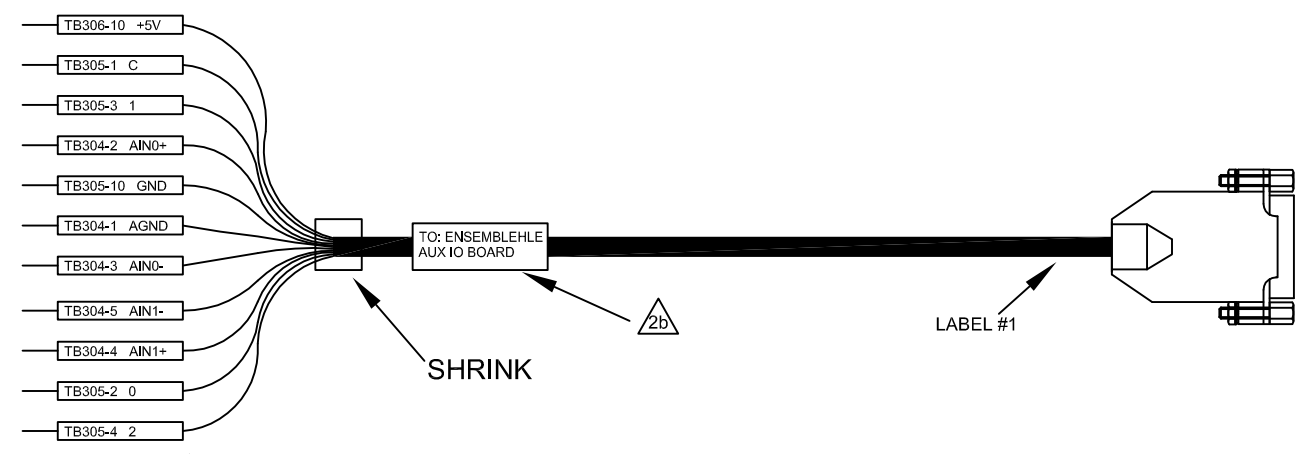 TB306-10 +5V
TB305-1 C
TB305-3 1
TB304-2 AIN0+
TB305-10 GND
TB304-1 AGND
TB304-3 AIN0-
TB304-5 AIN1-
TB304-4 AIN1+
TB305-2 0
TB305-4 2
TO: ENSEMBLEHLE
AUX IO BOARD
2b
SHRINK
LABEL #1